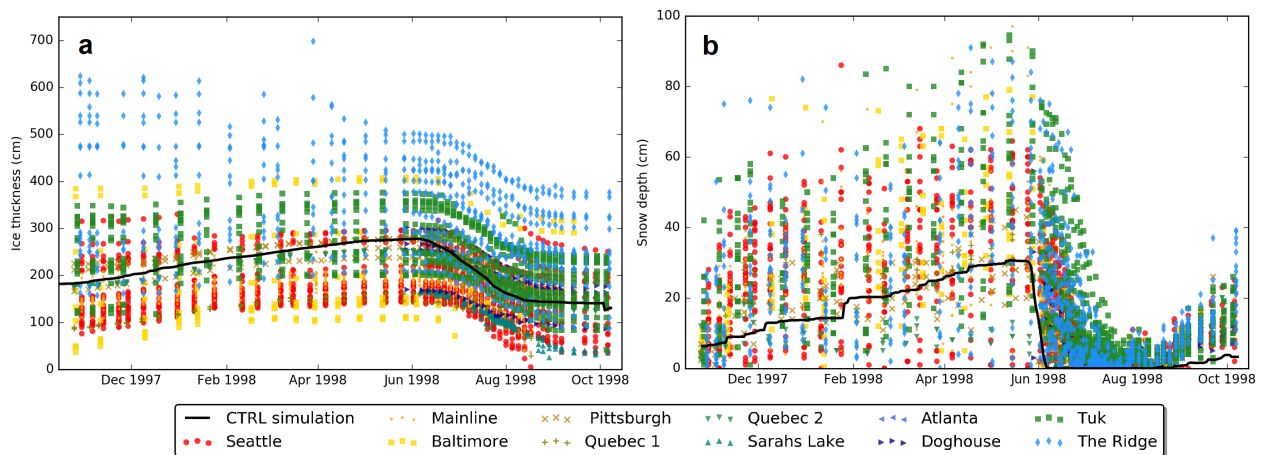 a
Ice thickness (cm)
700
600
500
400
300
200
100
0
Dec 1997 Feb 1998 Apr 1998 Jun 1998 Aug 1998 Oct 1998
b
Snow depth (cm)
100
80
60
40
20
0
Dec 1997 Feb 1998 Apr 1998 Jun 1998 Aug 1998 Oct 1998
CTRL simulation Mainline Pittsburgh Quebec 2 Atlanta Tuk
Seattle Baltimore Quebec 1 Sarahs Lake Doghouse The Ridge